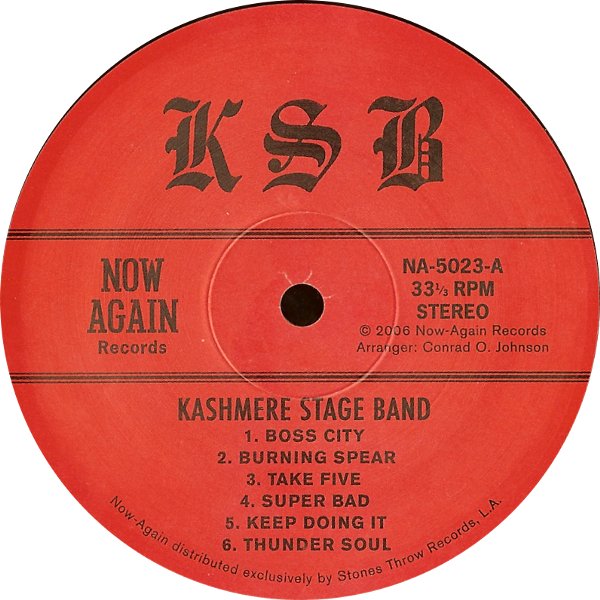 K S B
NOW
AGAIN
Records
NA-5023-A
33⅓ RPM
STEREO
© 2006 Now-Again Records
Arranger: Conrad O. Johnson
KASHMERE STAGE BAND
1. BOSS CITY
2. BURNING SPEAR
3. TAKE FIVE
4. SUPER BAD
5. KEEP DOING IT
6. THUNDER SOUL
Now-Again distributed exclusively by Stones Throw Records, L.A.